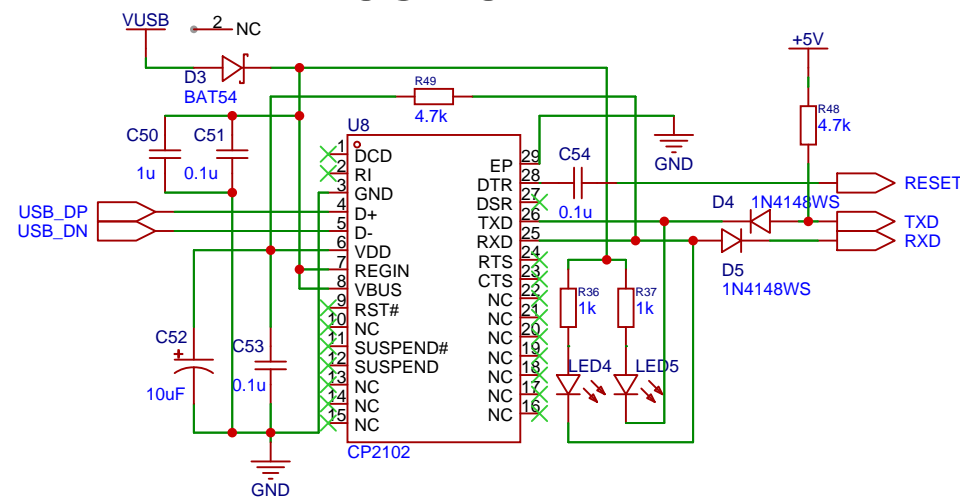 VUSB
2
NC
+5V
D3
BAT54
R49
4.7k
R48
4.7k
C50
C51
1u
0.1u
U8
GND
C54
0.1u
RESET
D4
1N4148WS
TXD
RXD
D5
1N4148WS
USB_DP
USB_DN
1 DCD
2 RI
3 GND
4 D+
5 D-
6 VDD
7 REGIN
8 VBUS
9 RST#
10 NC
11 SUSPEND#
12 SUSPEND
13 NC
14 NC
15 NC
EP 29
DTR 28
DSR 27
TXD 26
RXD 25
RTS 24
CTS 23
NC 22
NC 21
NC 20
NC 19
NC 18
NC 17
NC 16
R36
1k
R37
1k
C52
10uF
C53
0.1u
LED4
LED5
CP2102
GND